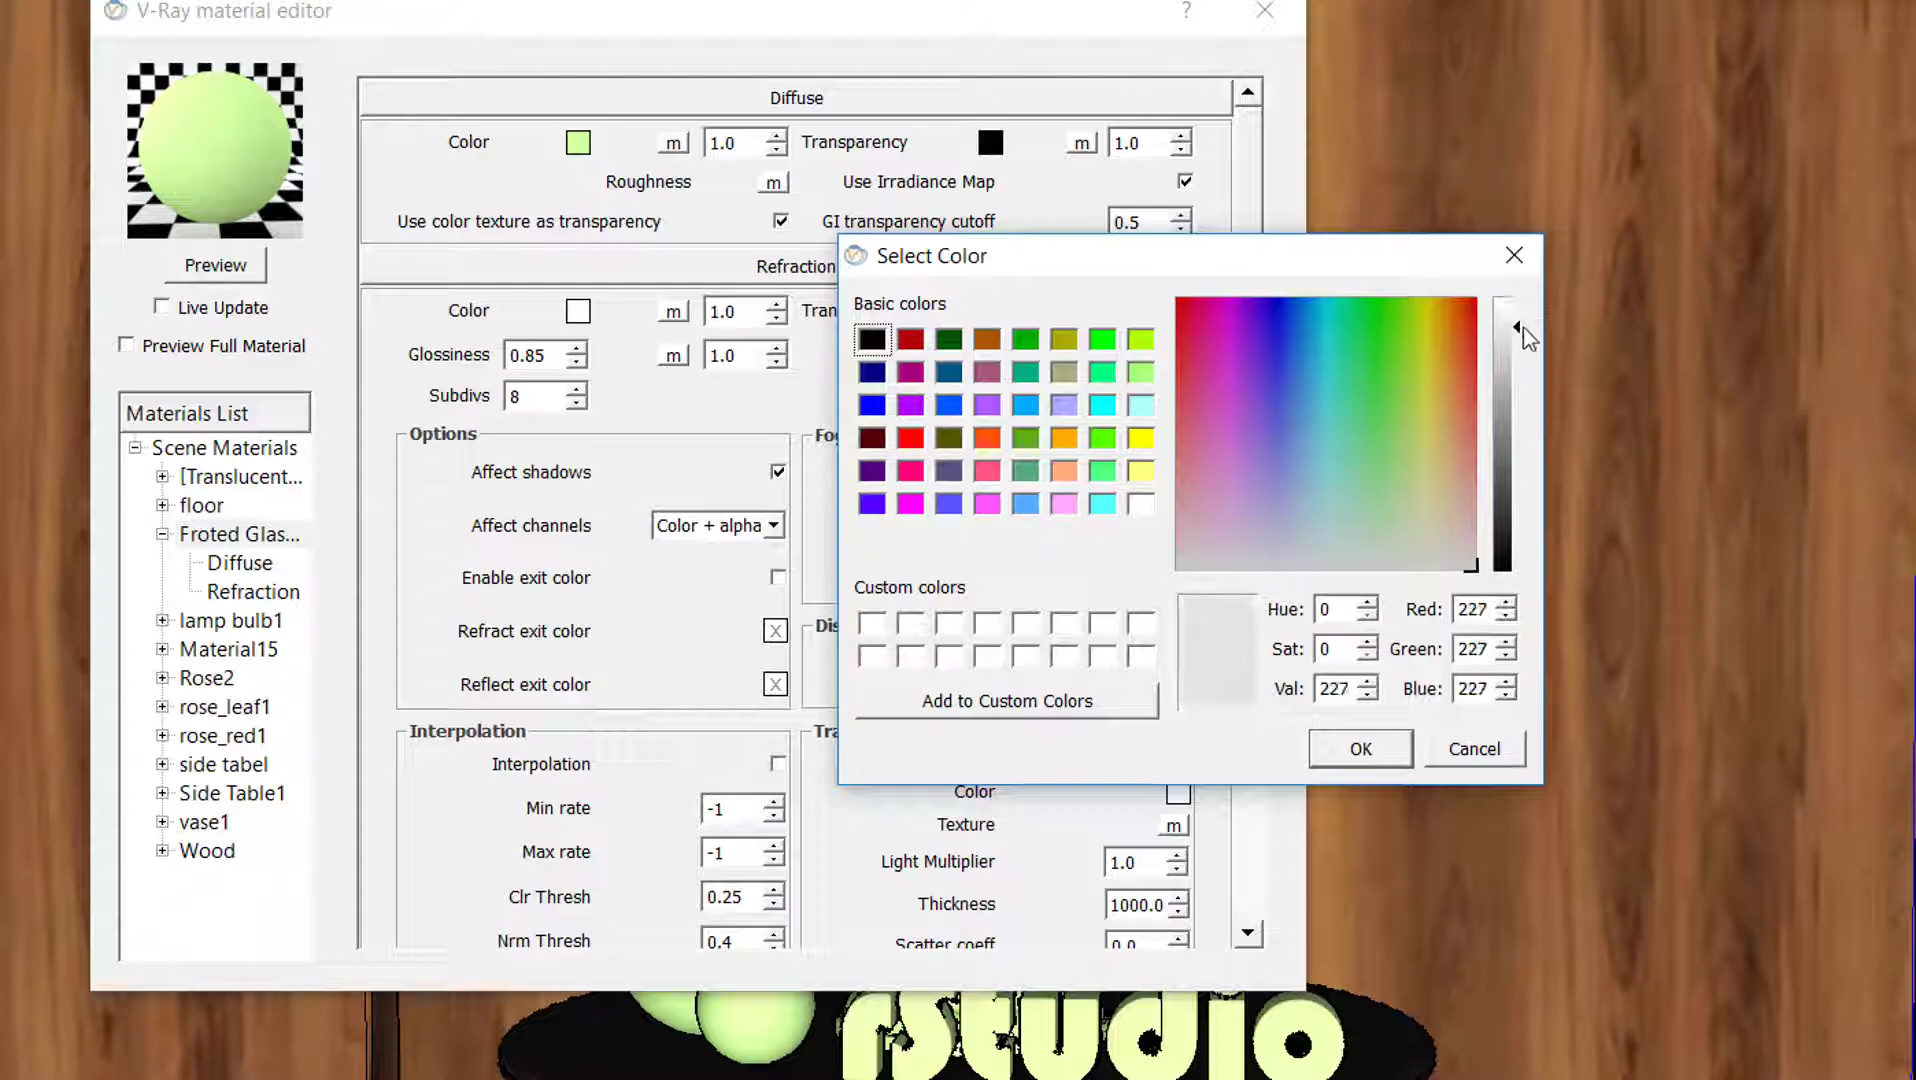 V-Ray material editor
?
Diffuse
Color
m
1.0
Transparency
m
1.0
Roughness
m
Use Irradiance Map
Use color texture as transparency
GI transparency cutoff
0.5
Preview
Live Update
Preview Full Material
Refraction
Color
m
1.0
Glossiness
0.85
m
1.0
Subdivs
8
Options
Affect shadows
Affect channels
Color + alpha
Enable exit color
Refract exit color
X
Reflect exit color
X
Interpolation
Interpolation
Min rate
-1
Max rate
-1
Clr Thresh
0.25
Nrm Thresh
0.4
Color
Texture
m
Light Multiplier
1.0
Thickness
1000.0
Scatter coeff
0.0
Materials List
Scene Materials
[Translucent...
floor
Froted Glas...
Diffuse
Refraction
lamp bulb1
Material15
Rose2
rose_leaf1
rose_red1
side tabel
Side Table1
vase1
Wood
Select Color
Basic colors
Custom colors
Add to Custom Colors
Hue:
0
Red:
227
Sat:
0
Green:
227
Val:
227
Blue:
227
OK
Cancel
rstudio